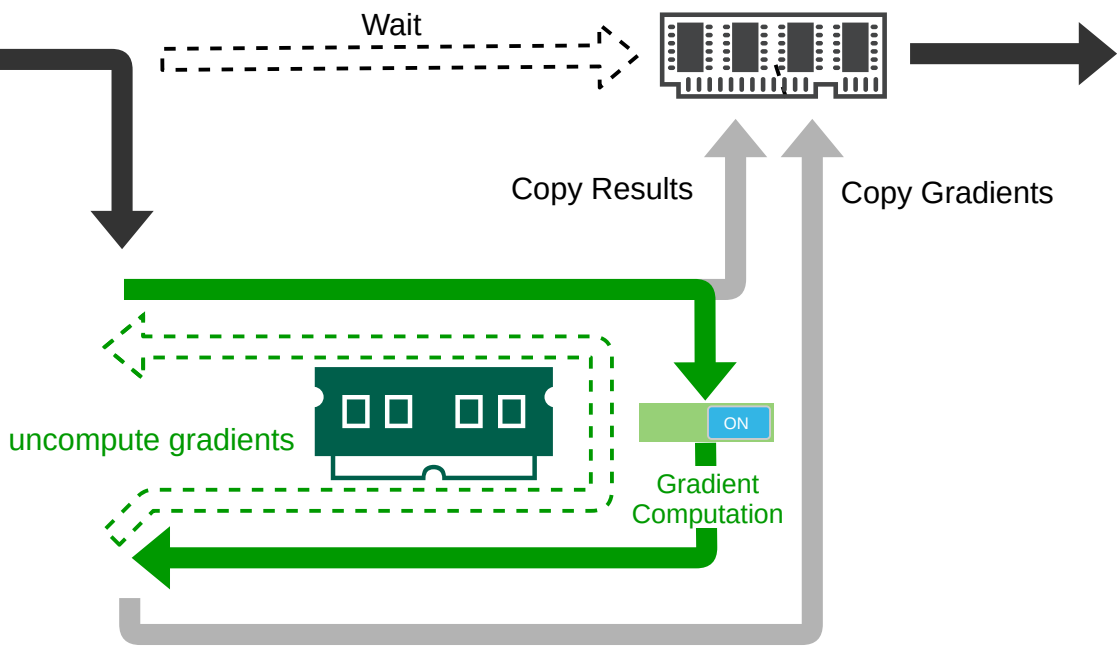 Wait
Copy Results
Copy Gradients
ON
uncompute gradients
Gradient
Computation